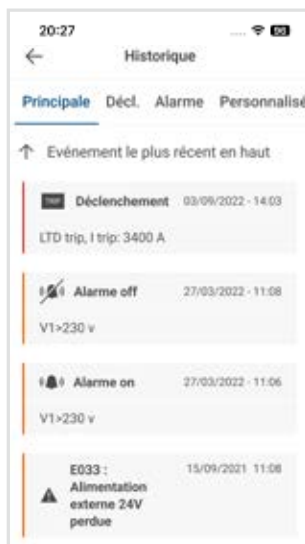 20:27
Historique
Principale Décl. Alarme Personnalisé
Evénement le plus récent en haut
TRIP Déclenchement 03/09/2022 - 14:03
LTD trip, I trip: 3400 A
Alarme off 27/03/2022 - 11:08
V1>230 v
Alarme on 27/03/2022 - 11:06
V1>230 v
E033 : 15/09/2021 11:08
Alimentation
externe 24V
perdue